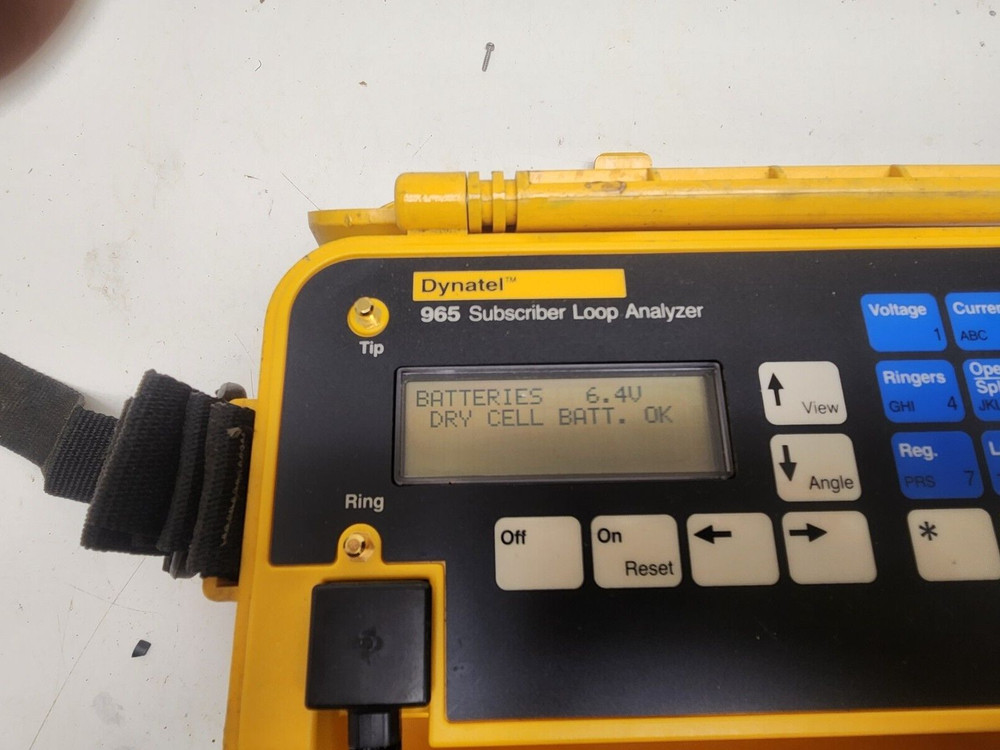 Dynatel™
965 Subscriber Loop Analyzer
Tip
BATTERIES 6.4V
DRY CELL BATT. OK
Ring
Off
On
Reset
View
Angle
Voltage
1
ABC
Ringers
GHI 4
Reg.
PRS 7
*